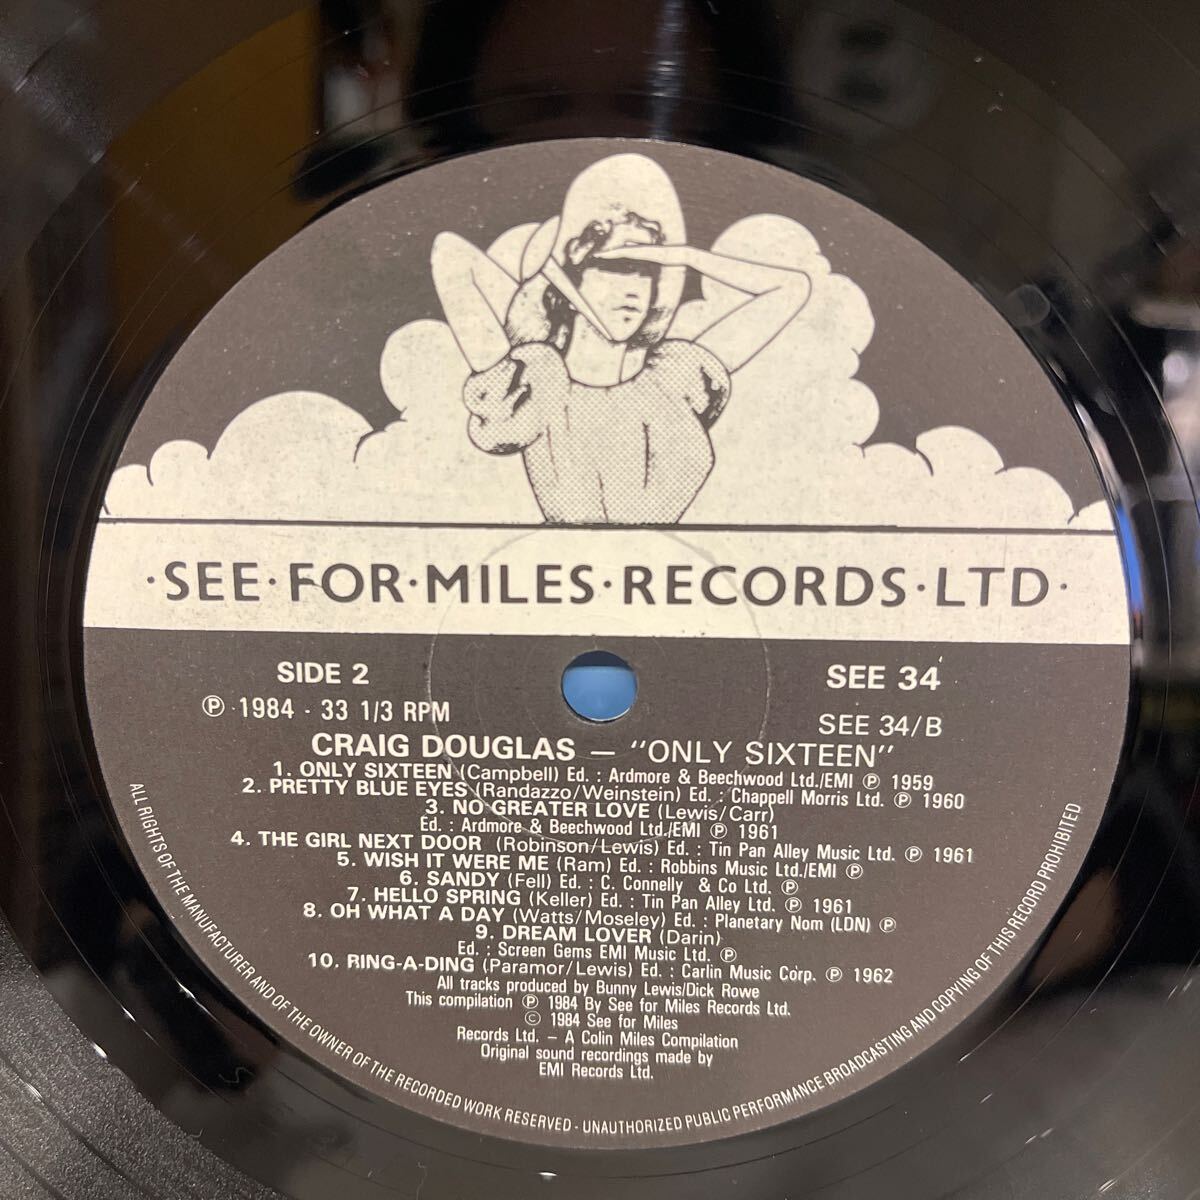 ·SEE·FOR·MILES·RECORDS·LTD·
SIDE 2
SEE 34
℗ 1984 - 33 1/3 RPM
SEE 34/B
CRAIG DOUGLAS — "ONLY SIXTEEN"
1. ONLY SIXTEEN (Campbell) Ed. : Ardmore & Beechwood Ltd./EMI ℗ 1959
2. PRETTY BLUE EYES (Randazzo/Weinstein) Ed. : Chappell Morris Ltd. ℗ 1960
3. NO GREATER LOVE (Lewis/Carr)
Ed. : Ardmore & Beechwood Ltd./EMI ℗ 1961
4. THE GIRL NEXT DOOR (Robinson/Lewis) Ed. : Tin Pan Alley Music Ltd. ℗ 1961
5. WISH IT WERE ME (Ram) Ed. : Robbins Music Ltd./EMI ℗
6. SANDY (Fell) Ed. : C. Connelly & Co Ltd. ℗
7. HELLO SPRING (Keller) Ed. : Tin Pan Alley Ltd. ℗ 1961
8. OH WHAT A DAY (Watts/Moseley) Ed. : Planetary Nom (LDN) ℗
9. DREAM LOVER (Darin)
Ed. : Screen Gems EMI Music Ltd. ℗
10. RING-A-DING (Paramor/Lewis) Ed. : Carlin Music Corp. ℗ 1962
All tracks produced by Bunny Lewis/Dick Rowe
This compilation ℗ 1984 By See for Miles Records Ltd.
© 1984 See for Miles
Records Ltd. – A Colin Miles Compilation
Original sound recordings made by
EMI Records Ltd.
ALL RIGHTS OF THE MANUFACTURER AND OF THE OWNER OF THE RECORDED WORK RESERVED - UNAUTHORIZED PUBLIC PERFORMANCE BROADCASTING AND COPYING OF THIS RECORD PROHIBITED